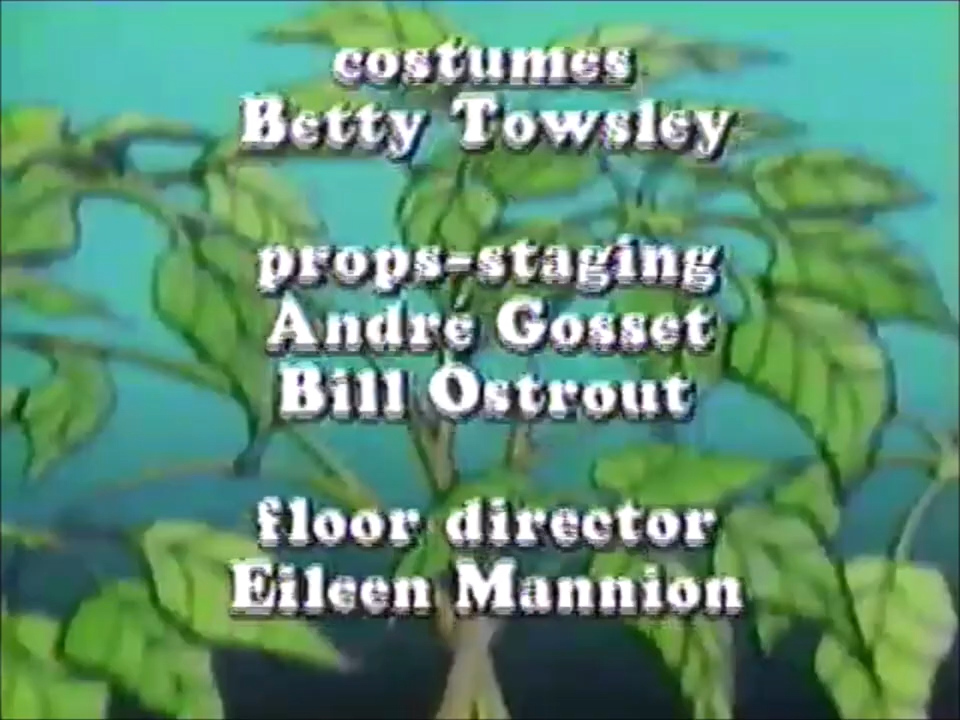 costumes
Betty Towsley
props-staging
André Gosset
Bill Ostrout
floor director
Eileen Mannion